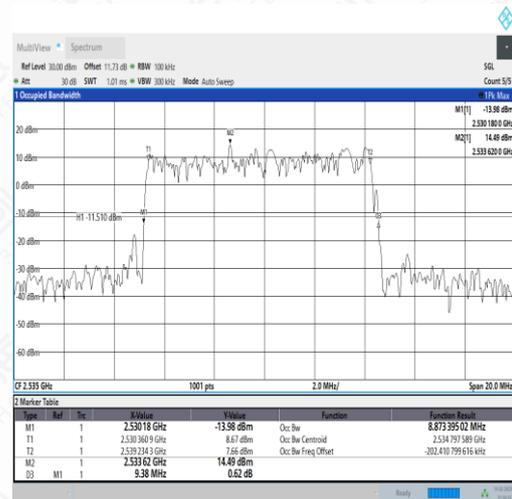 MultiView Spectrum
Ref Level 30.00 dBm Offset 11.73 dB RBW 100 kHz SGL
Att 30 dB SWT 1.01 ms VBW 300 kHz Mode Auto Sweep Count 5/5
1 Occupied Bandwidth 1Pk Max
M1[1] -13.98 dBm
2.530 180 0 GHz
M2[1] 14.49 dBm
2.533 620 0 GHz
20 dBm
M2
T1 T2
10 dBm
0 dBm
-10 dBm
H1 -11.510 dBm M1 D3
-20 dBm
-30 dBm
-40 dBm
-50 dBm
-60 dBm
CF 2.535 GHz 1001 pts 2.0 MHz/ Span 20.0 MHz
2 Marker Table
Type Ref Trc X-Value Y-Value Function Function Result
M1 1 2.530 18 GHz -13.98 dBm Occ Bw 8.873 395 02 MHz
T1 1 2.530 360 9 GHz 8.67 dBm Occ Bw Centroid 2.534 797 589 GHz
T2 1 2.539 234 3 GHz 7.66 dBm Occ Bw Freq Offset -202.410 799 616 kHz
M2 1 2.533 62 GHz 14.49 dBm
D3 M1 1 9.38 MHz 0.62 dB
Ready